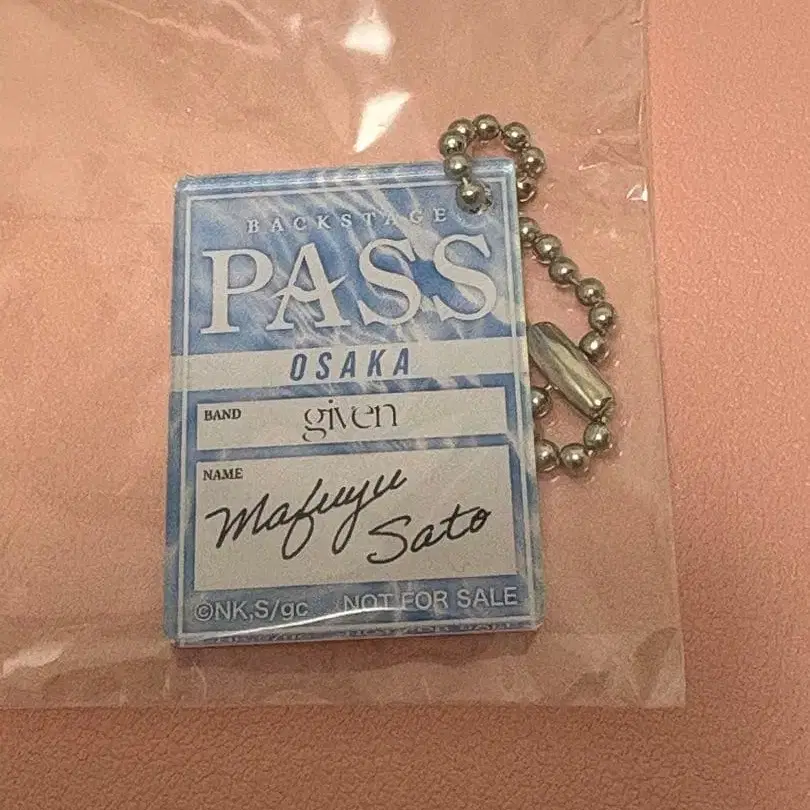 BACKSTAGE
PASS
OSAKA
BAND given
NAME
Mafuyu
Sato
©NK,S/gc NOT FOR SALE